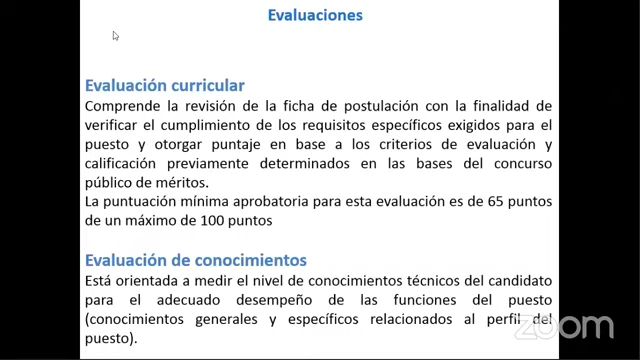 Evaluaciones
Evaluación curricular
Comprende la revisión de la ficha de postulación con la finalidad de
verificar el cumplimiento de los requisitos específicos exigidos para el
puesto y otorgar puntaje en base a los criterios de evaluación y
calificación previamente determinados en las bases del concurso
público de méritos.
La puntuación mínima aprobatoria para esta evaluación es de 65 puntos
de un máximo de 100 puntos
Evaluación de conocimientos
Está orientada a medir el nivel de conocimientos técnicos del candidato
para el adecuado desempeño de las funciones del puesto
(conocimientos generales y específicos relacionados al perfil del
puesto).
zoom